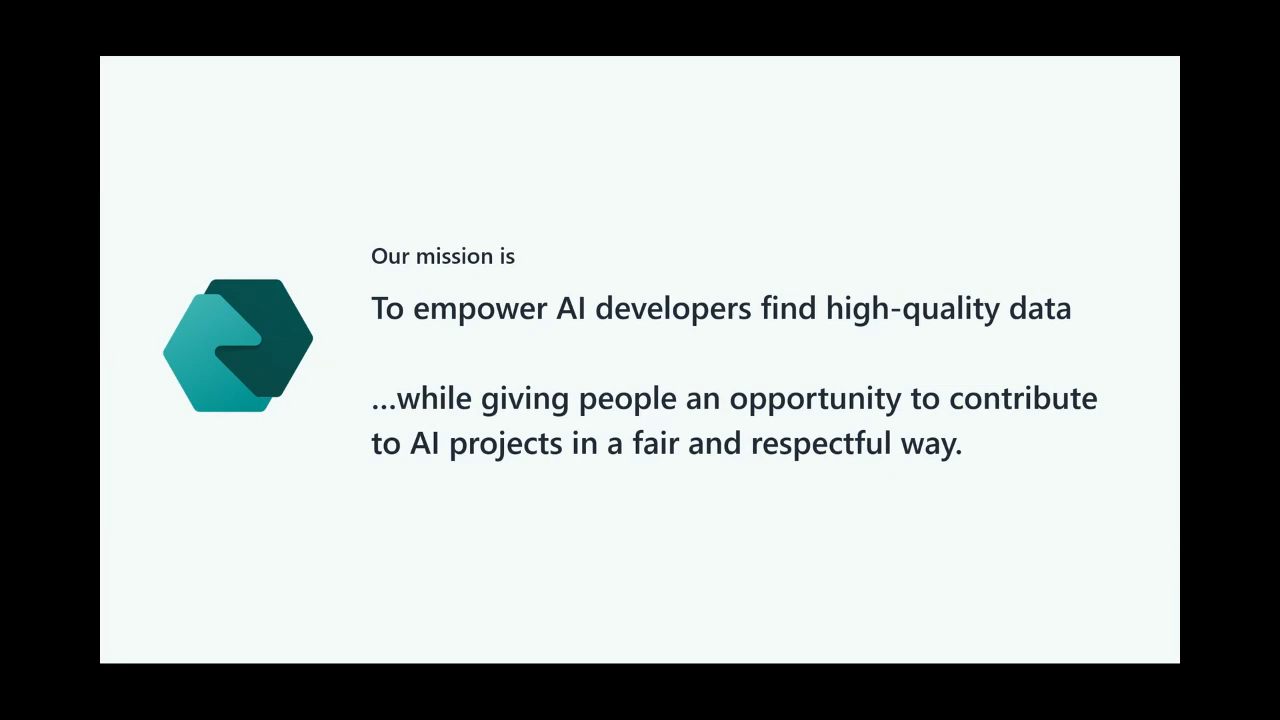 Our mission is
To empower AI developers find high-quality data
...while giving people an opportunity to contribute
to AI projects in a fair and respectful way.